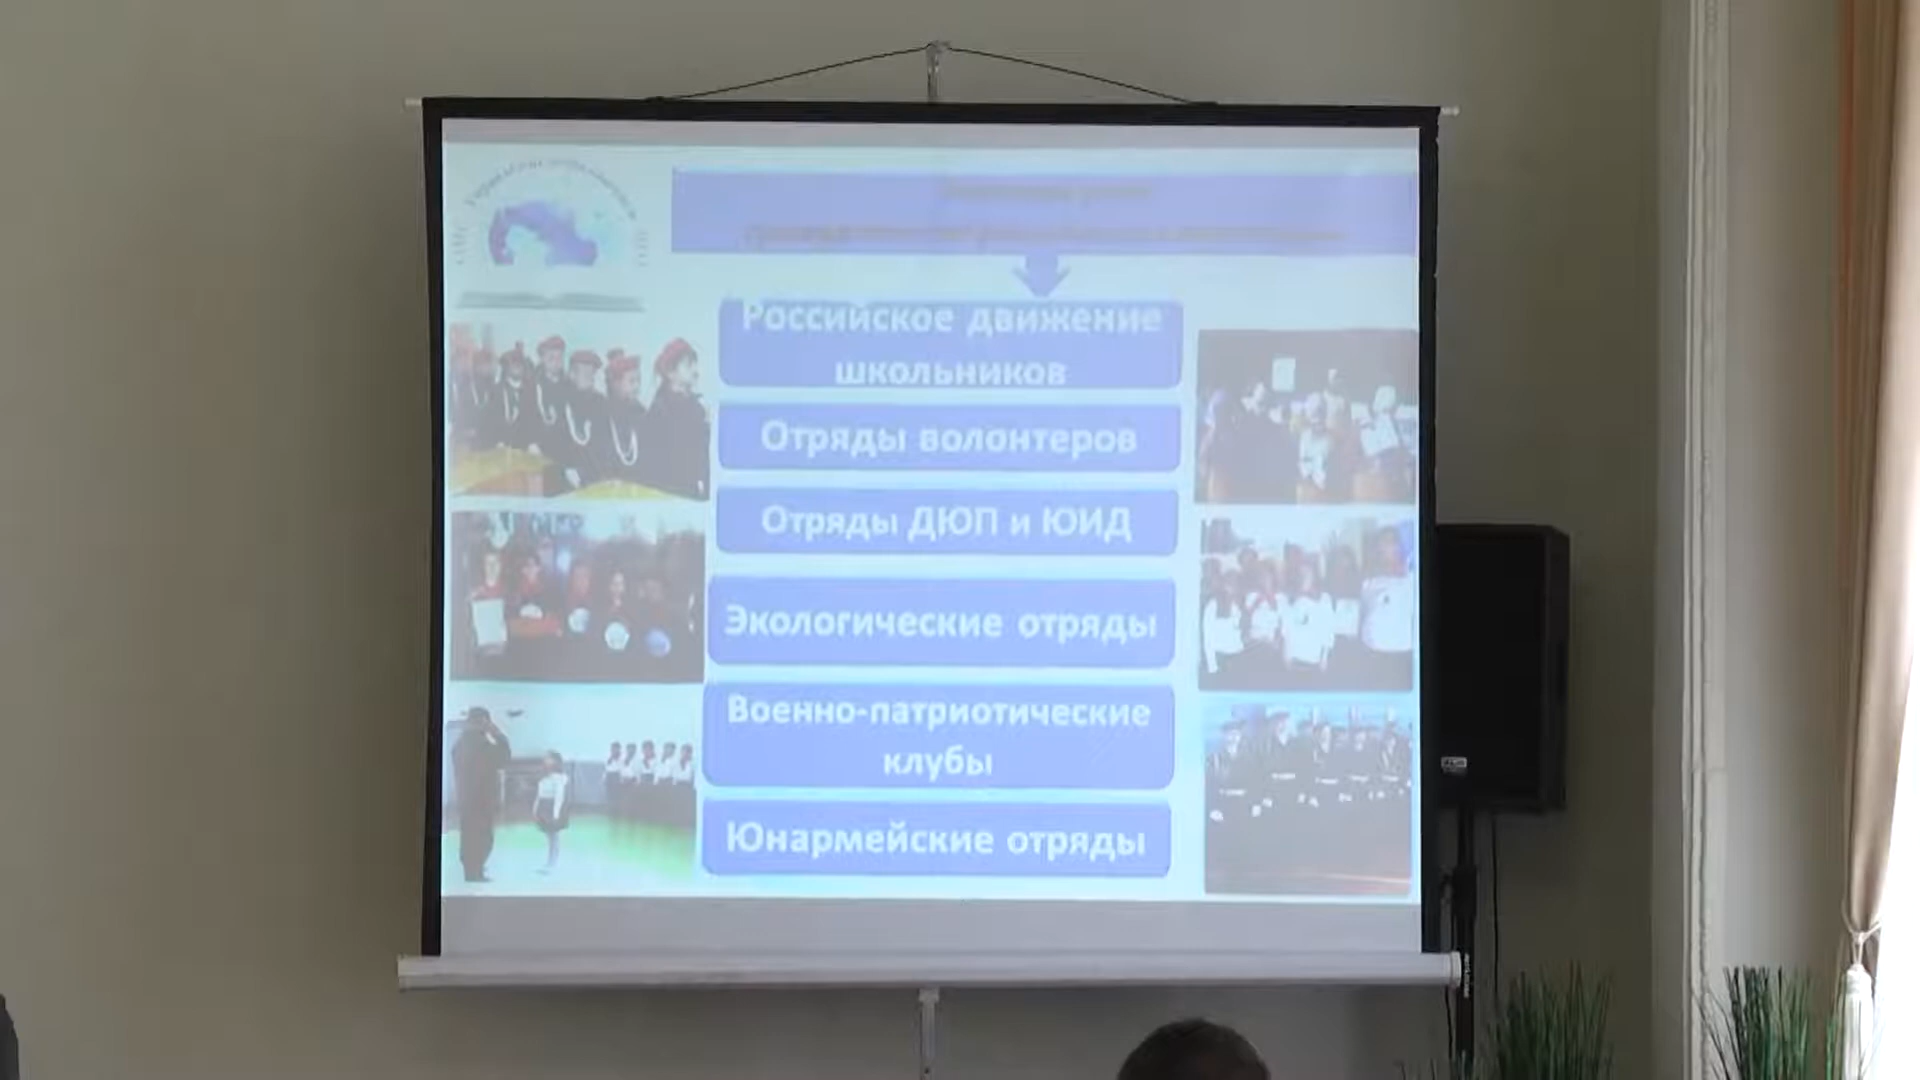 Российское движение
школьников
Отряды волонтеров
Отряды ДЮП и ЮИД
Экологические отряды
Военно-патриотические
клубы
Юнармейские отряды